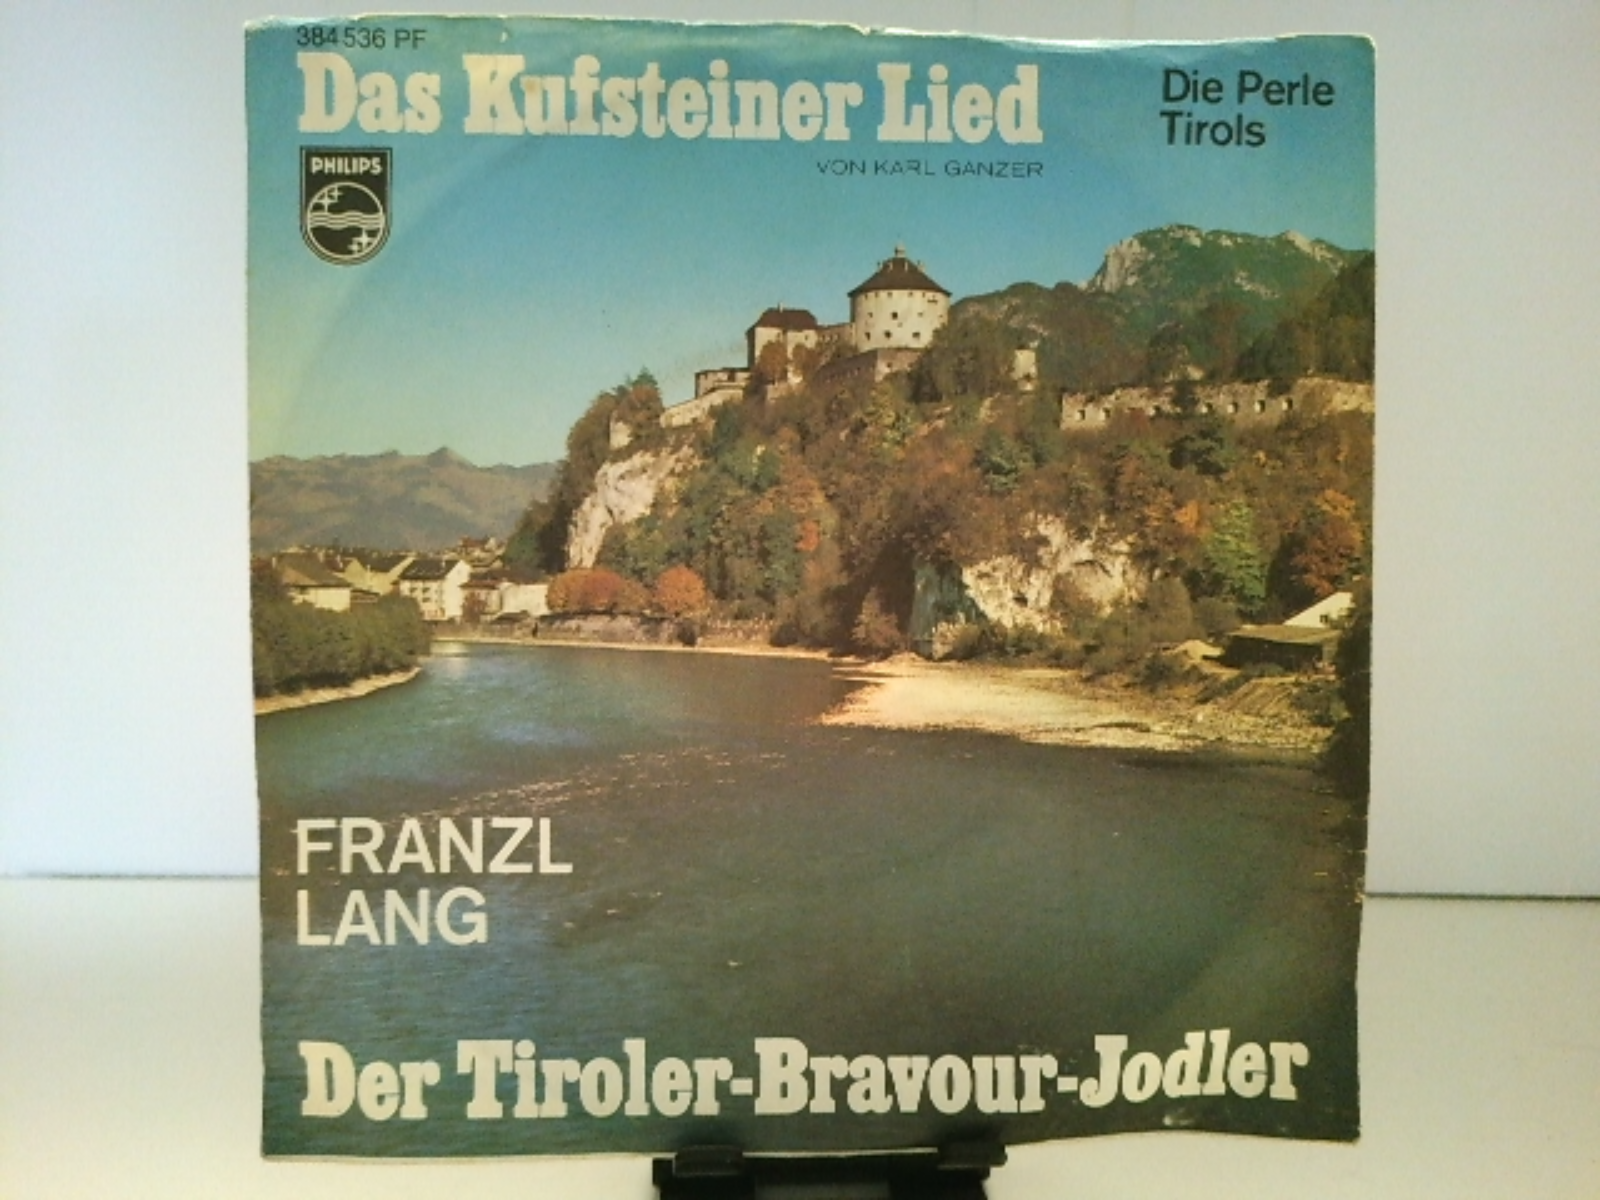 384 536 PF
Das Kufsteiner Lied
VON KARL GANZER
Die Perle
Tirols
PHILIPS
FRANZL
LANG
Der Tiroler-Bravour-Jodler